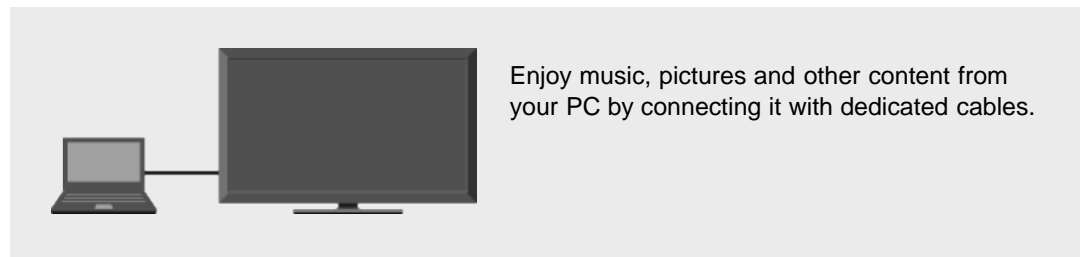 Enjoy music, pictures and other content from
your PC by connecting it with dedicated cables.